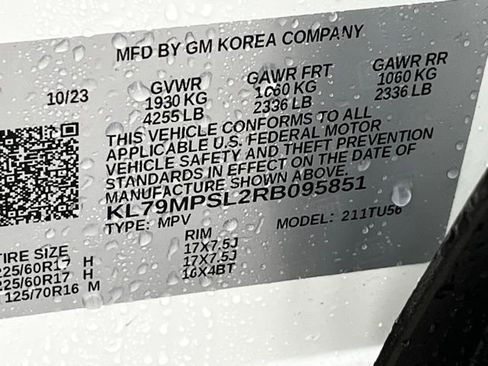 MFD BY GM KOREA COMPANY
10/23 GVWR GAWR FRT GAWR RR
1930 KG 1060 KG 1060 KG
4255 LB 2336 LB 2336 LB
THIS VEHICLE CONFORMS TO ALL
APPLICABLE U.S. FEDERAL MOTOR
VEHICLE SAFETY AND THEFT PREVENTION
STANDARDS IN EFFECT ON THE DATE OF
KL79MPSL2RB095851
TYPE: MPV MODEL: 211TU56
TIRE SIZE RIM
225/60R17 H 17X7.5J
225/60R17 H 17X7.5J
125/70R16 M 16X4BT